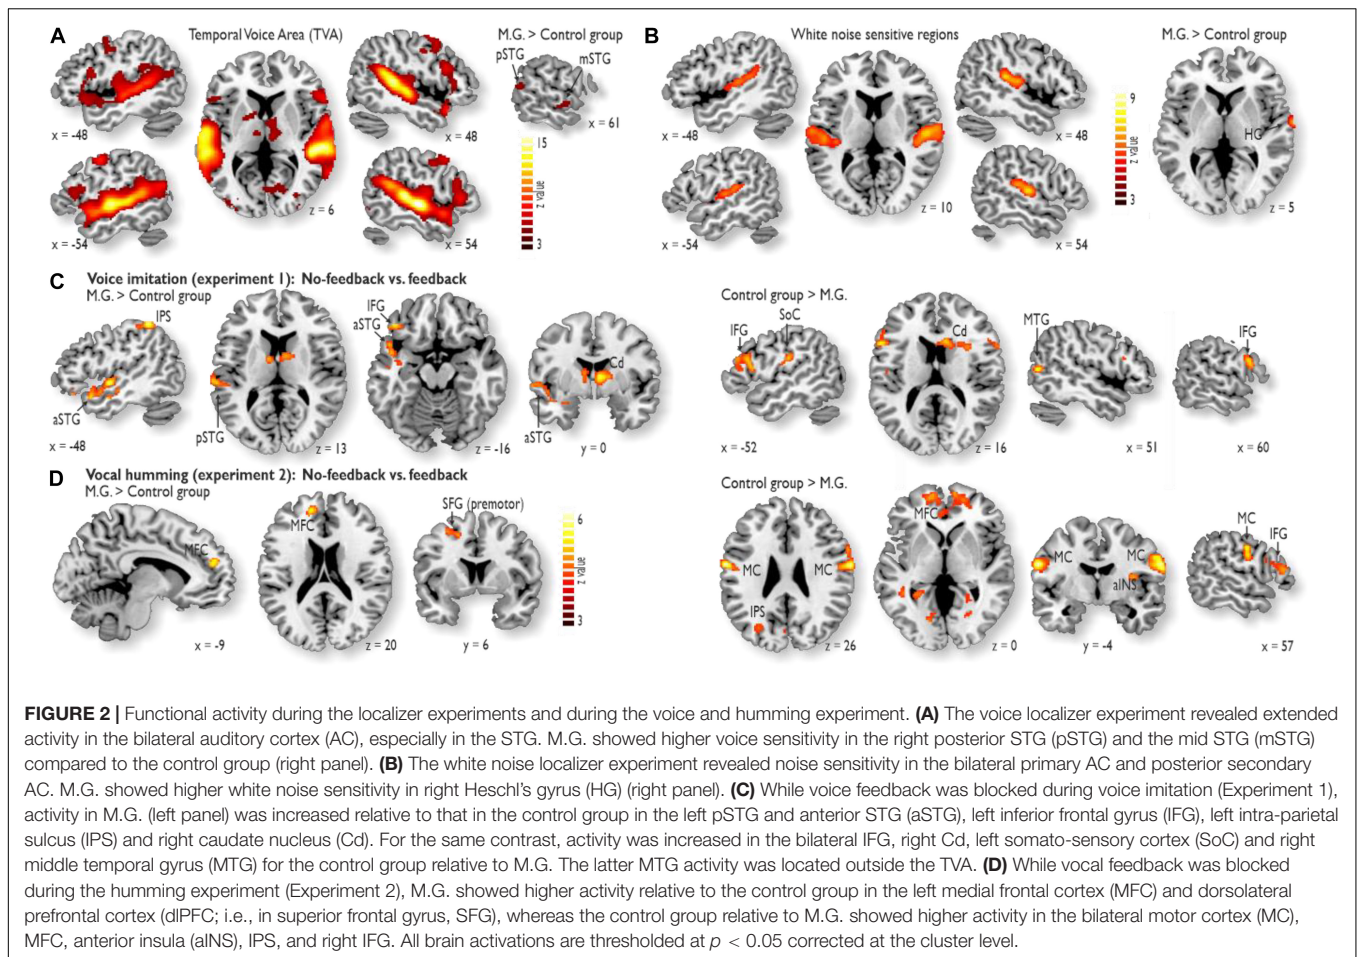 A
Temporal Voice Area (TVA)
M.G. > Control group
pSTG
mSTG
x = -48
x = 48
x = 61
15
z value
3
z = 6
x = -54
x = 54
B
White noise sensitive regions
M.G. > Control group
x = -48
x = 48
9
z value
3
HG
z = 10
z = 5
x = -54
x = 54
C
Voice imitation (experiment 1): No-feedback vs. feedback
M.G. > Control group
IPS
aSTG
x = -48
pSTG
z = 13
IFG
aSTG
z = -16
Cd
aSTG
y = 0
Control group > M.G.
IFG
SoC
x = -52
Cd
z = 16
MTG
x = 51
IFG
x = 60
D
Vocal humming (experiment 2): No-feedback vs. feedback
M.G. > Control group
MFC
x = -9
MFC
z = 20
SFG (premotor)
y = 6
6
z value
3
Control group > M.G.
MC
MC
IPS
z = 26
MFC
z = 0
MC
MC
aINS
y = -4
MC
IFG
x = 57
FIGURE 2 | Functional activity during the localizer experiments and during the voice and humming experiment. (A) The voice localizer experiment revealed extended
activity in the bilateral auditory cortex (AC), especially in the STG. M.G. showed higher voice sensitivity in the right posterior STG (pSTG) and the mid STG (mSTG)
compared to the control group (right panel). (B) The white noise localizer experiment revealed noise sensitivity in the bilateral primary AC and posterior secondary
AC. M.G. showed higher white noise sensitivity in right Heschl's gyrus (HG) (right panel). (C) While voice feedback was blocked during voice imitation (Experiment 1),
activity in M.G. (left panel) was increased relative to that in the control group in the left pSTG and anterior STG (aSTG), left inferior frontal gyrus (IFG), left intra-parietal
sulcus (IPS) and right caudate nucleus (Cd). For the same contrast, activity was increased in the bilateral IFG, right Cd, left somato-sensory cortex (SoC) and right
middle temporal gyrus (MTG) for the control group relative to M.G. The latter MTG activity was located outside the TVA. (D) While vocal feedback was blocked
during the humming experiment (Experiment 2), M.G. showed higher activity relative to the control group in the left medial frontal cortex (MFC) and dorsolateral
prefrontal cortex (dlPFC; i.e., in superior frontal gyrus, SFG), whereas the control group relative to M.G. showed higher activity in the bilateral motor cortex (MC),
MFC, anterior insula (aINS), IPS, and right IFG. All brain activations are thresholded at p < 0.05 corrected at the cluster level.